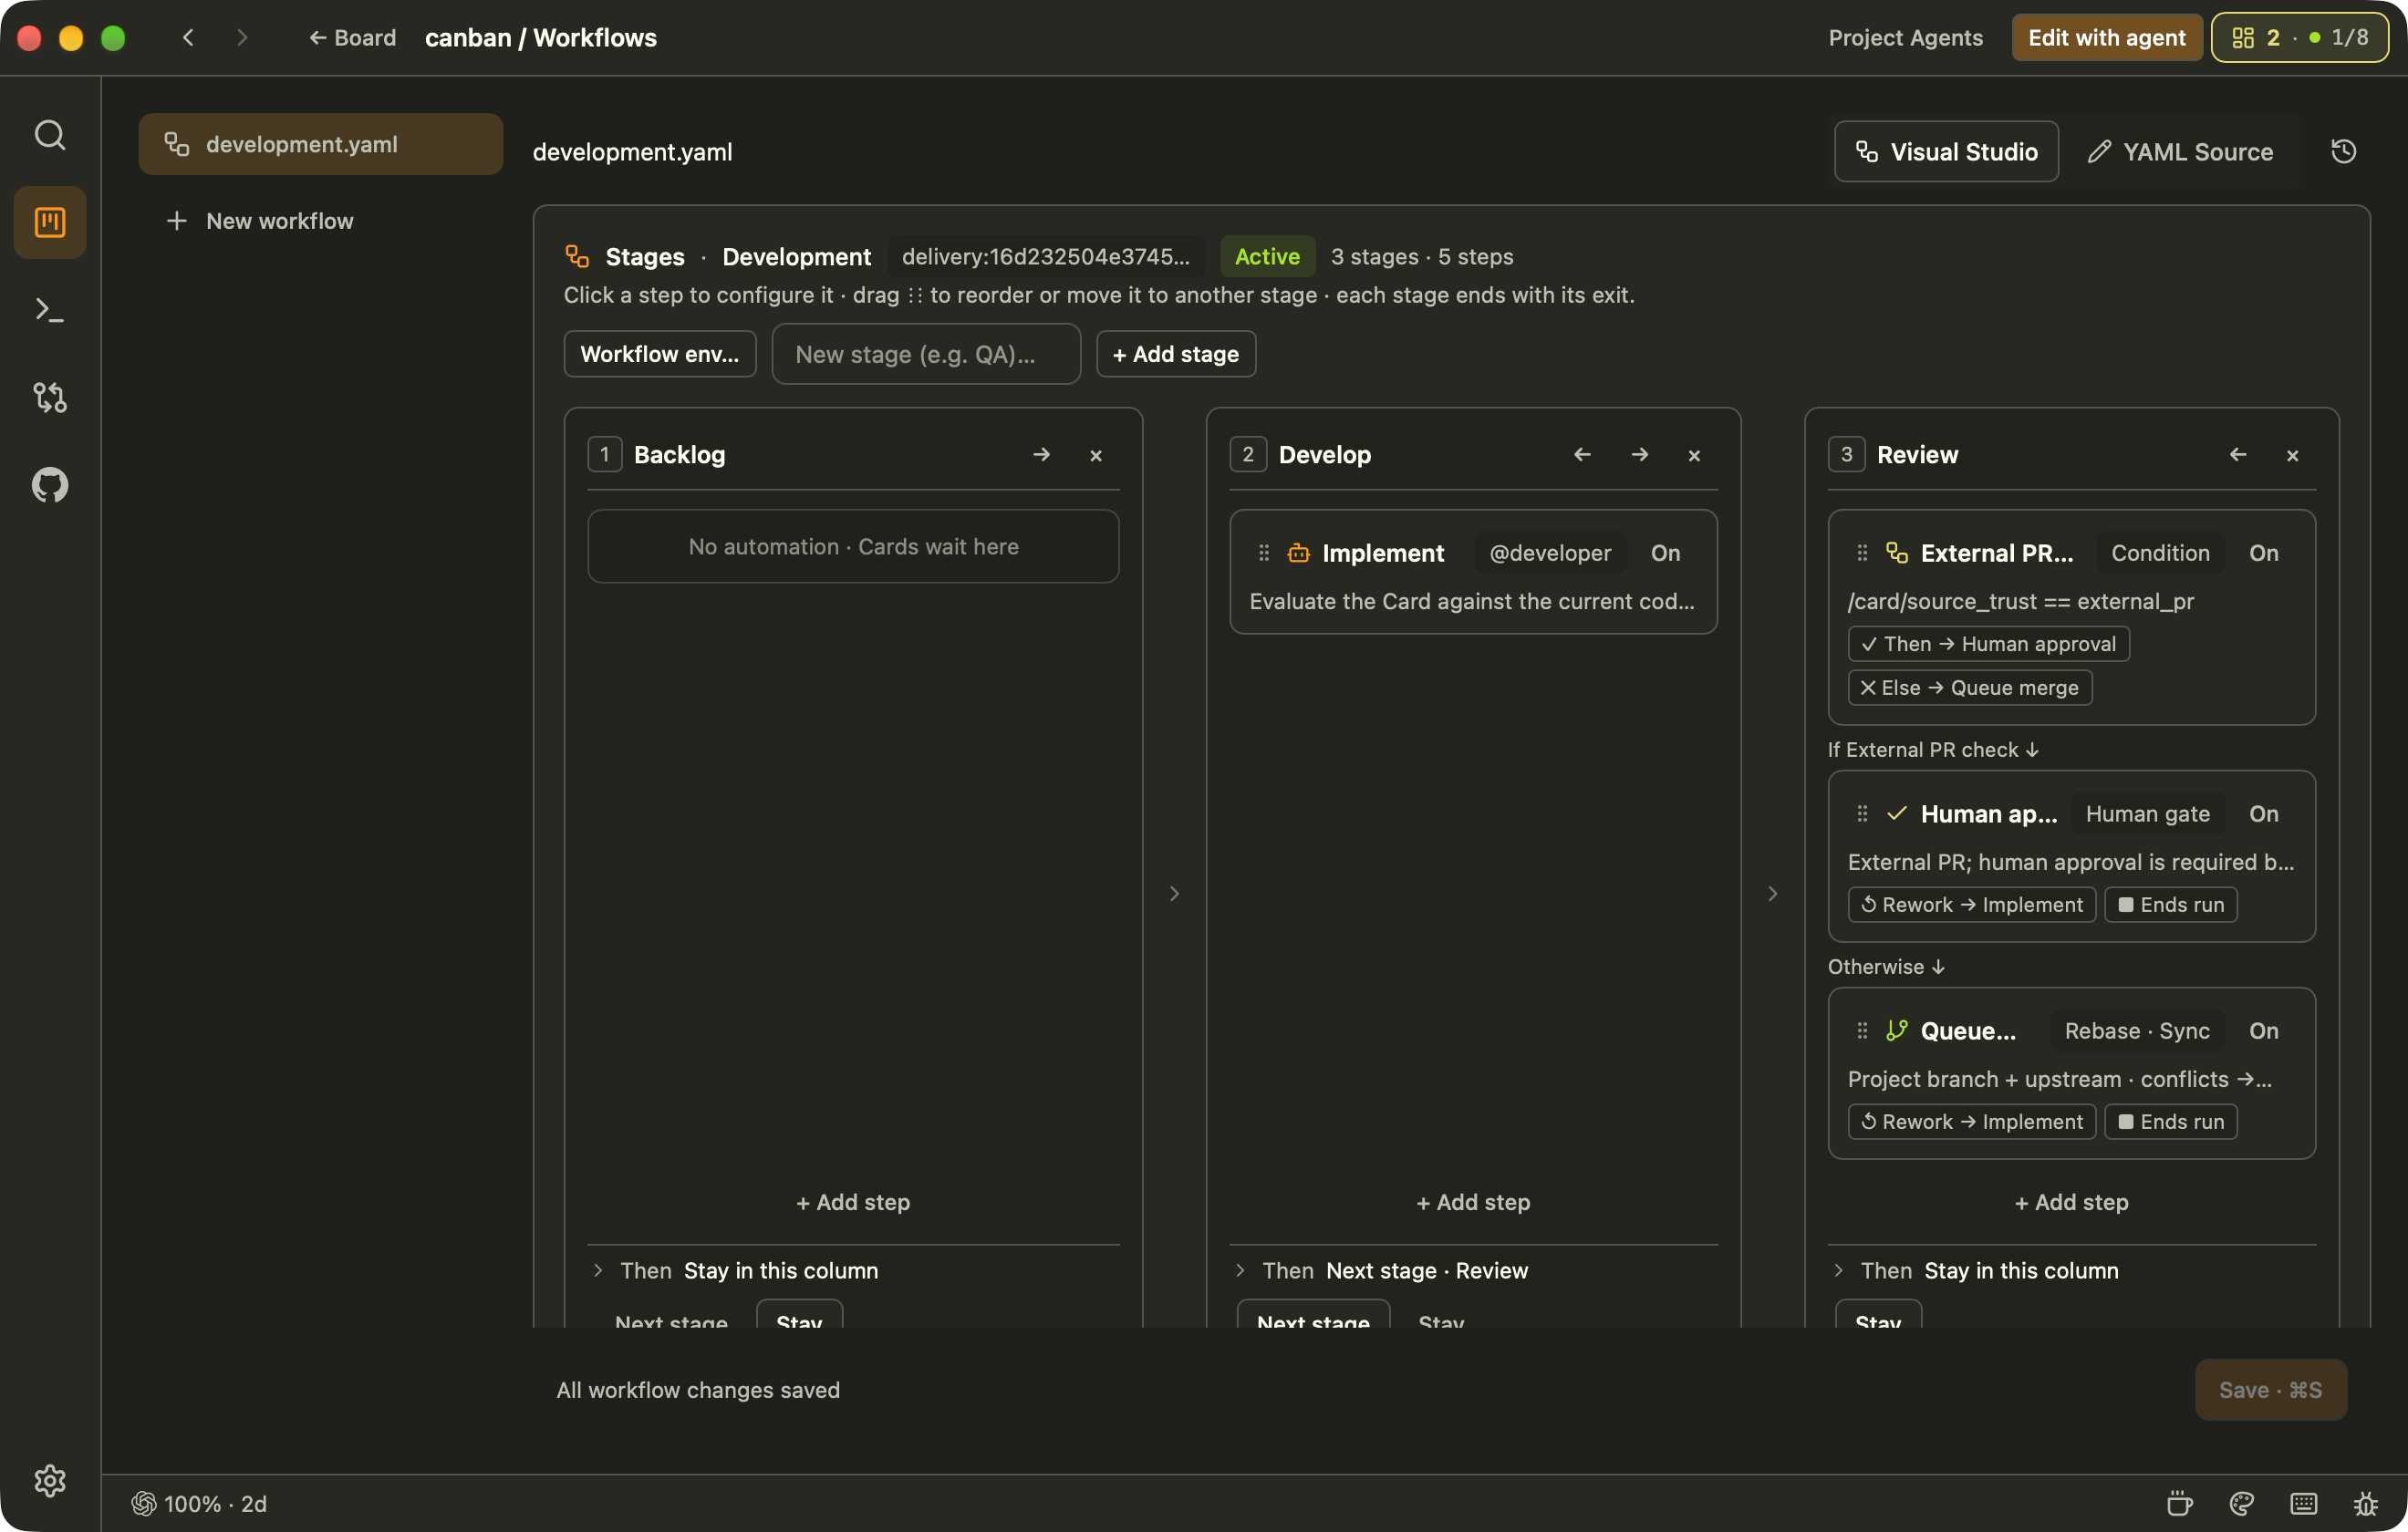 ← Board canban / Workflows Project Agents Edit with agent 2 · 1/8
development.yaml
New workflow
development.yaml Visual Studio YAML Source
Stages · Development delivery:16d232504e3745... Active 3 stages · 5 steps
Click a step to configure it · drag ⁝⁝ to reorder or move it to another stage · each stage ends with its exit.
Workflow env... New stage (e.g. QA)... + Add stage
1 Backlog → ×
No automation · Cards wait here
+ Add step
Then Stay in this column
Next stage Stay
2 Develop ← → ×
Implement @developer On
Evaluate the Card against the current cod...
+ Add step
Then Next stage · Review
Next stage Stay
3 Review ← ×
External PR... Condition On
/card/source_trust == external_pr
✓ Then → Human approval
✕ Else → Queue merge
If External PR check ↓
Human ap... Human gate On
External PR; human approval is required b...
Rework → Implement Ends run
Otherwise ↓
Queue... Rebase · Sync On
Project branch + upstream · conflicts →...
Rework → Implement Ends run
+ Add step
Then Stay in this column
Stay
All workflow changes saved Save · ⌘S
100% · 2d